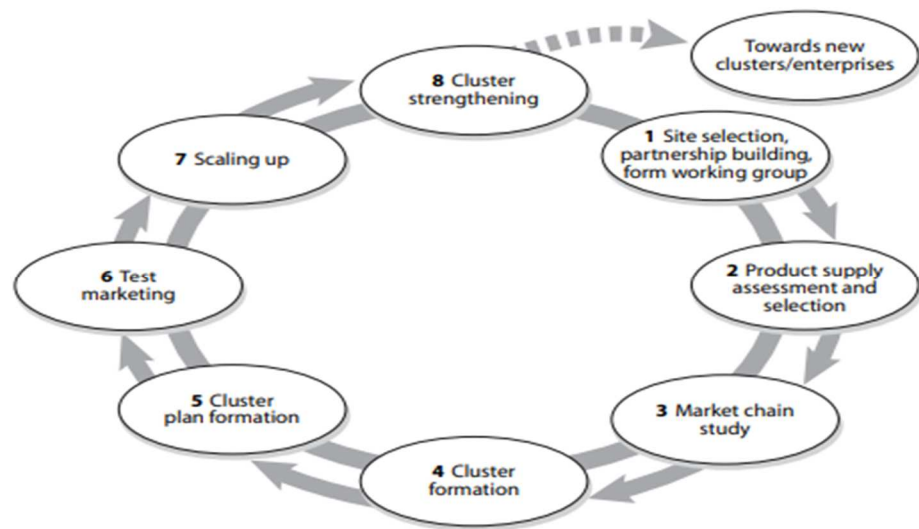 8 Cluster
strengthening
Towards new
clusters/enterprises
1 Site selection,
partnership building,
form working group
2 Product supply
assessment and
selection
3 Market chain
study
4 Cluster
formation
5 Cluster
plan formation
6 Test
marketing
7 Scaling up